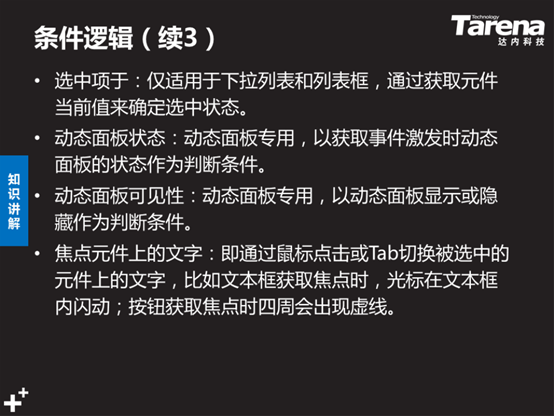 条件逻辑（续3）
Technology
Tarena
达内科技
• 选中项于：仅适用于下拉列表和列表框，通过获取元件
当前值来确定选中状态。
• 动态面板状态：动态面板专用，以获取事件激发时动态
面板的状态作为判断条件。
• 动态面板可见性：动态面板专用，以动态面板显示或隐
藏作为判断条件。
• 焦点元件上的文字：即通过鼠标点击或Tab切换被选中的
元件上的文字，比如文本框获取焦点时，光标在文本框
内闪动；按钮获取焦点时四周会出现虚线。
知识讲解